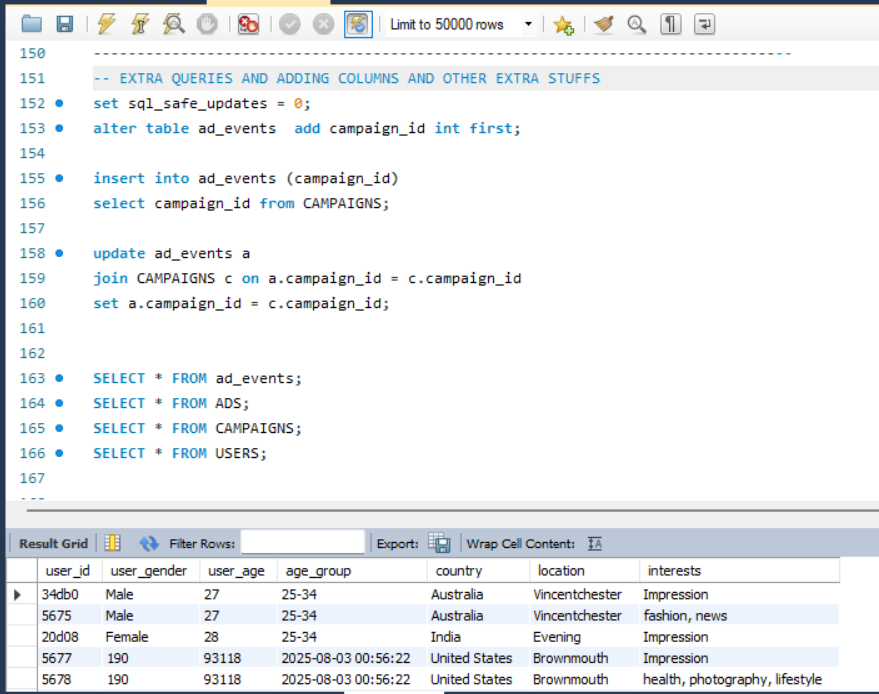 Limit to 50000 rows
150 --------------------------------------------------------------------------------
151 -- EXTRA QUERIES AND ADDING COLUMNS AND OTHER EXTRA STUFFS
152 set sql_safe_updates = 0;
153 alter table ad_events  add campaign_id int first;
154
155 insert into ad_events (campaign_id)
156 select campaign_id from CAMPAIGNS;
157
158 update ad_events a
159 join CAMPAIGNS c on a.campaign_id = c.campaign_id
160 set a.campaign_id = c.campaign_id;
161
162
163 SELECT * FROM ad_events;
164 SELECT * FROM ADS;
165 SELECT * FROM CAMPAIGNS;
166 SELECT * FROM USERS;
167
Result Grid Filter Rows: Export: Wrap Cell Content: IA
user_id user_gender user_age age_group country location interests
34db0 Male 27 25-34 Australia Vincentchester Impression
5675 Male 27 25-34 Australia Vincentchester fashion, news
20d08 Female 28 25-34 India Evening Impression
5677 190 93118 2025-08-03 00:56:22 United States Brownmouth Impression
5678 190 93118 2025-08-03 00:56:22 United States Brownmouth health, photography, lifestyle